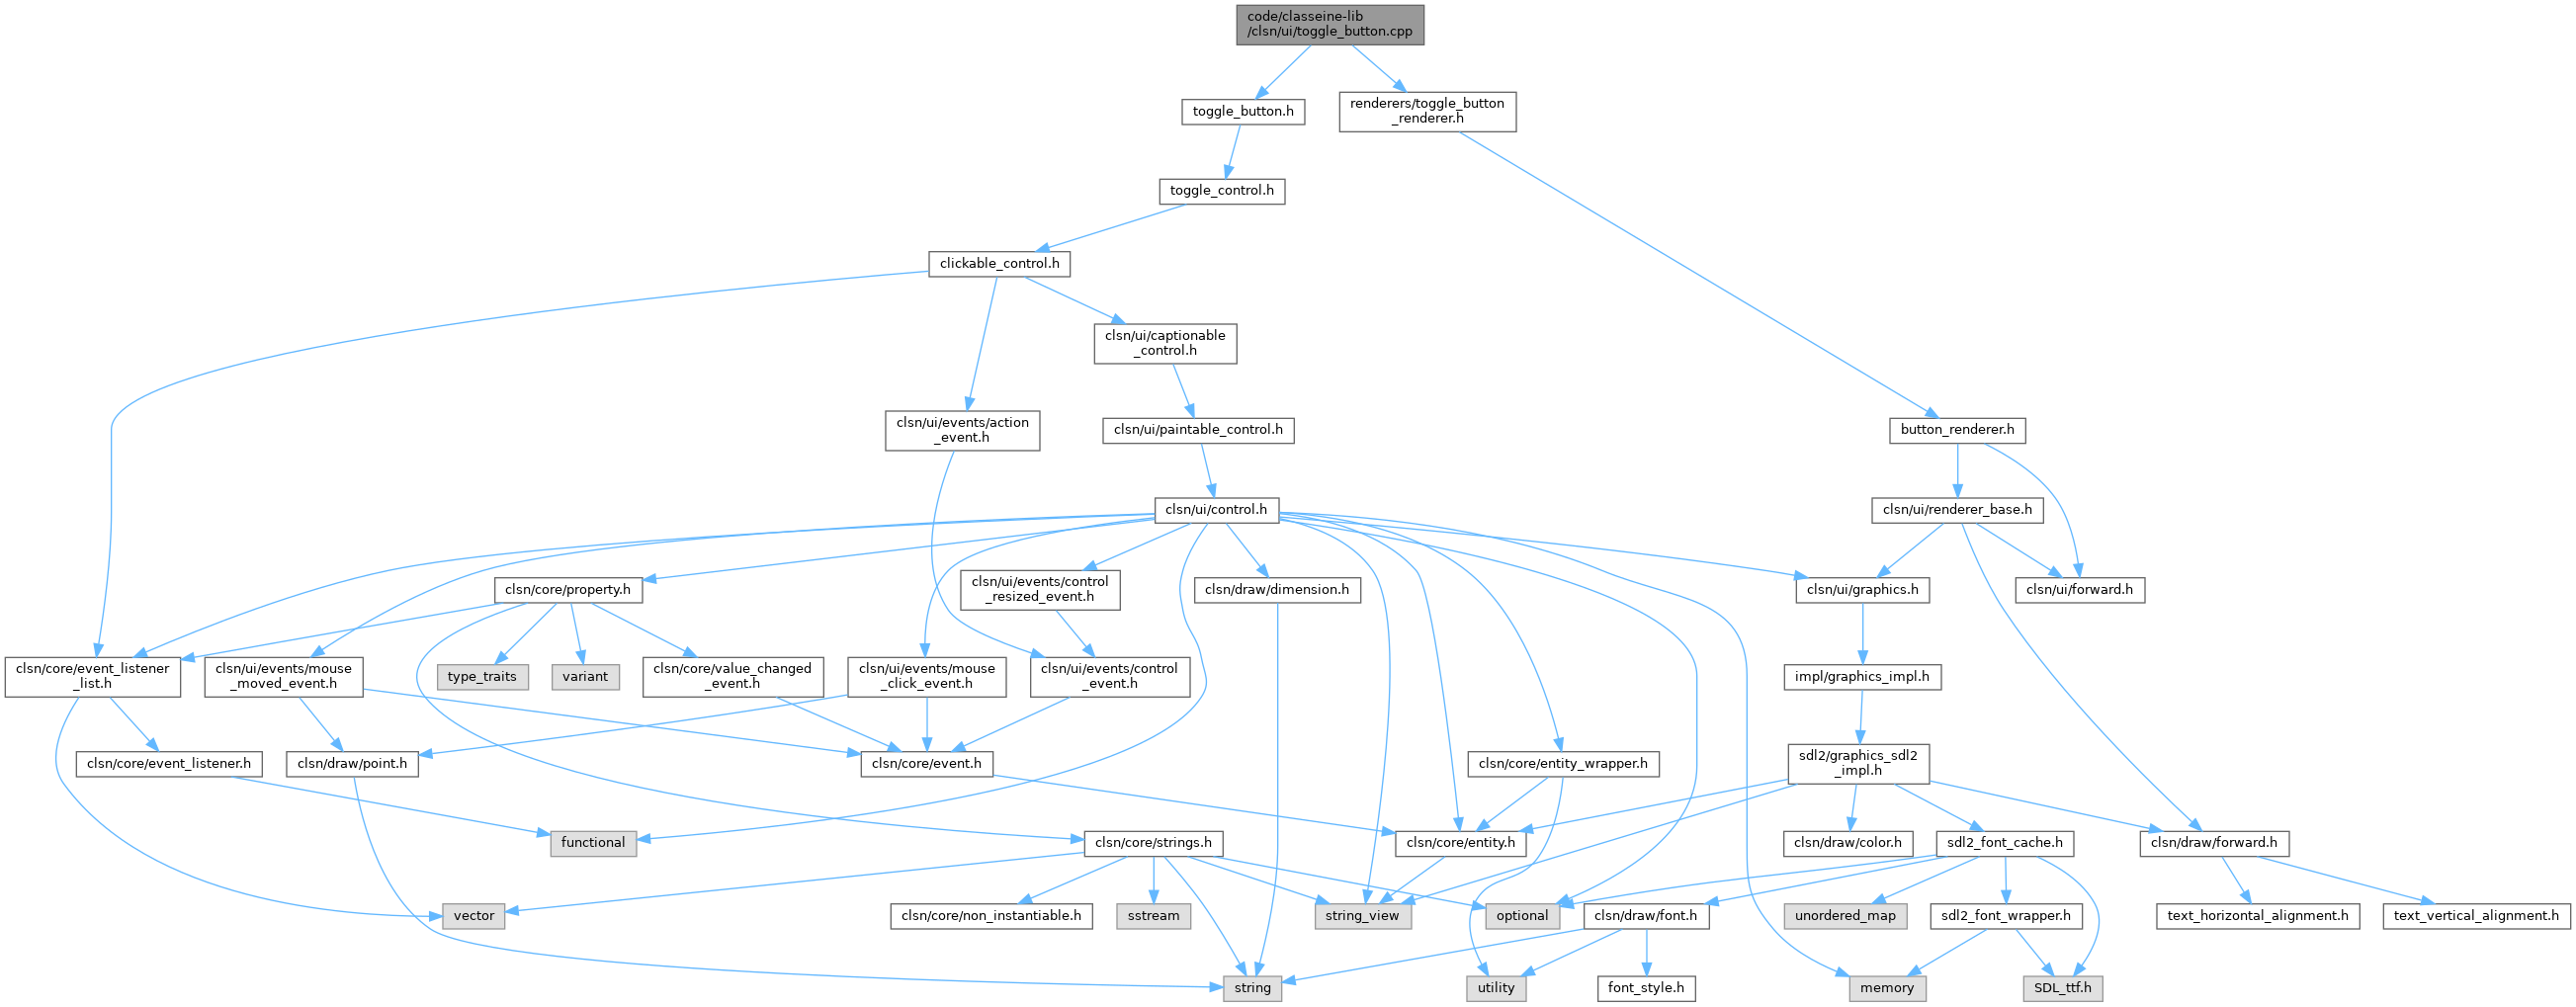 code/classeine-lib
/clsn/ui/toggle_button.cpp
toggle_button.h
renderers/toggle_button
_renderer.h
toggle_control.h
clickable_control.h
clsn/ui/captionable
_control.h
clsn/ui/events/action
_event.h
clsn/ui/paintable_control.h
button_renderer.h
clsn/ui/control.h
clsn/ui/renderer_base.h
clsn/core/property.h
clsn/ui/events/control
_resized_event.h
clsn/draw/dimension.h
clsn/ui/graphics.h
clsn/ui/forward.h
clsn/core/event_listener
_list.h
clsn/ui/events/mouse
_moved_event.h
type_traits
variant
clsn/core/value_changed
_event.h
clsn/ui/events/mouse
_click_event.h
clsn/ui/events/control
_event.h
impl/graphics_impl.h
clsn/core/event_listener.h
clsn/draw/point.h
clsn/core/event.h
clsn/core/entity_wrapper.h
sdl2/graphics_sdl2
_impl.h
functional
clsn/core/strings.h
clsn/core/entity.h
clsn/draw/color.h
sdl2_font_cache.h
clsn/draw/forward.h
vector
clsn/core/non_instantiable.h
sstream
string_view
optional
clsn/draw/font.h
unordered_map
sdl2_font_wrapper.h
text_horizontal_alignment.h
text_vertical_alignment.h
string
utility
font_style.h
memory
SDL_ttf.h